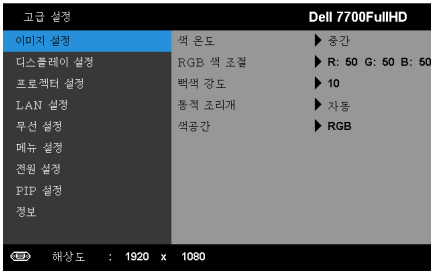 고급 설정 Dell 7700FullHD
이미지 설정 색 온도 중간
디스플레이 설정 RGB 색 조절 R: 50 G: 50 B: 50
프로젝터 설정 백색 강도 10
LAN 설정 동적 조리개 자동
무선 설정 색공간 RGB
메뉴 설정
전원 설정
PIP 설정
정보
해상도 : 1920 x 1080